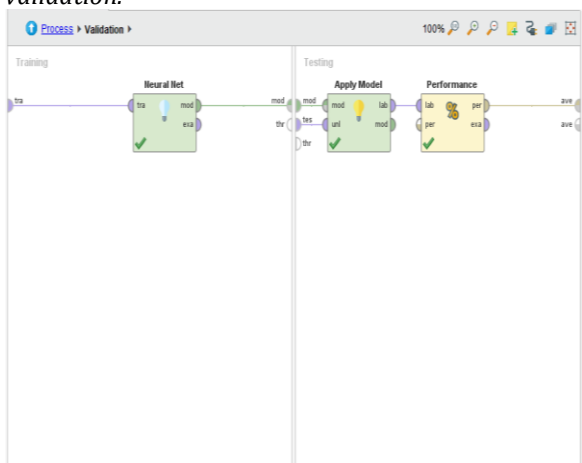 validation.
Process ▸ Validation ▸
100%
Training
Testing
Neural Net
Apply Model
Performance
tra
tra
mod
exa
mod
thr
mod
tes
thr
mod
unl
lab
mod
lab
per
per
exa
ave
ave